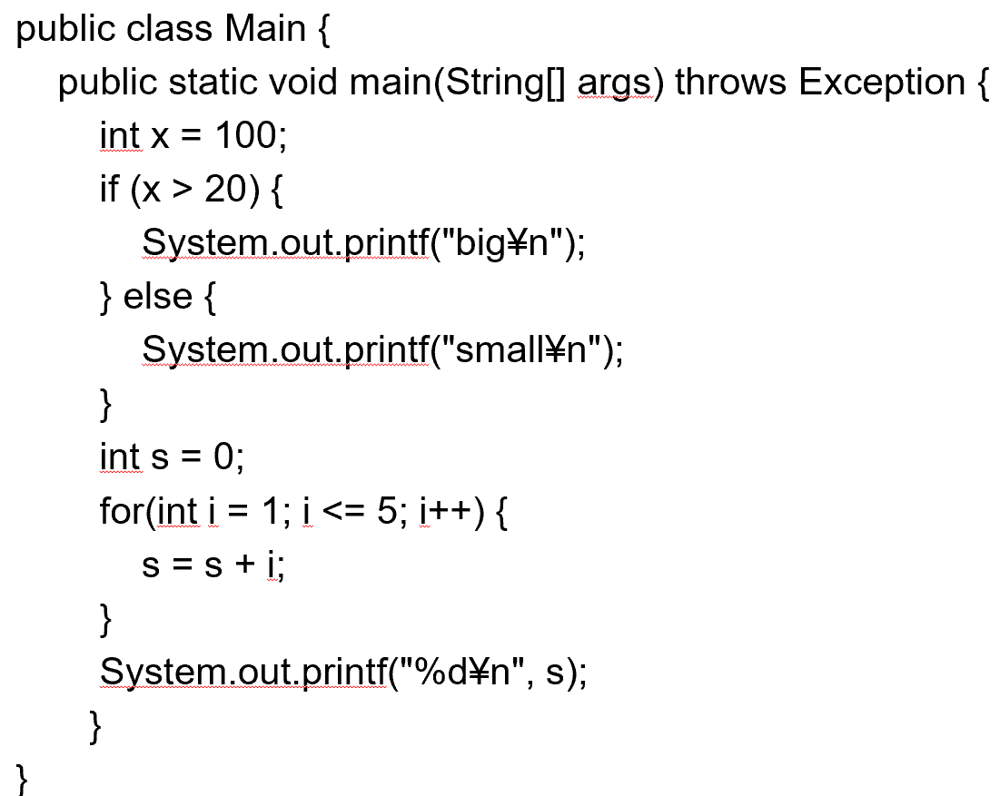 public class Main {
public static void main(String[] args) throws Exception {
int x = 100;
if (x > 20) {
System.out.printf("big¥n");
} else {
System.out.printf("small¥n");
}
int s = 0;
for(int i = 1; i <= 5; i++) {
s = s + i;
}
System.out.printf("%d¥n", s);
}
}